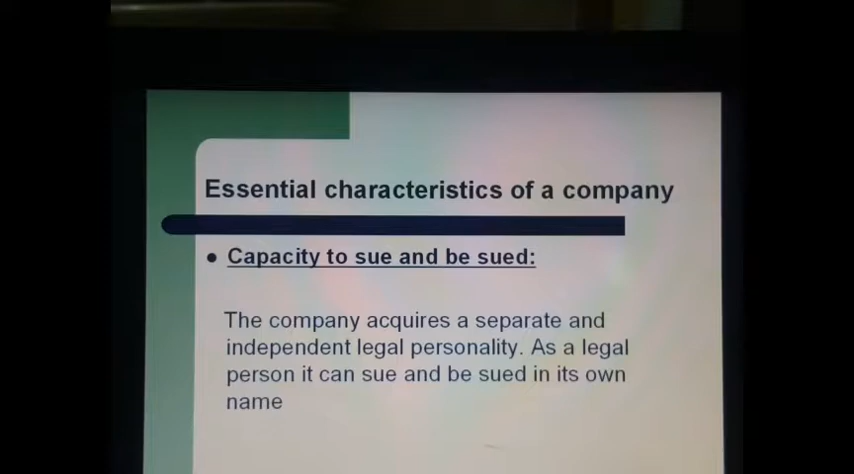 Essential characteristics of a company
Capacity to sue and be sued:
The company acquires a separate and
independent legal personality. As a legal
person it can sue and be sued in its own
name